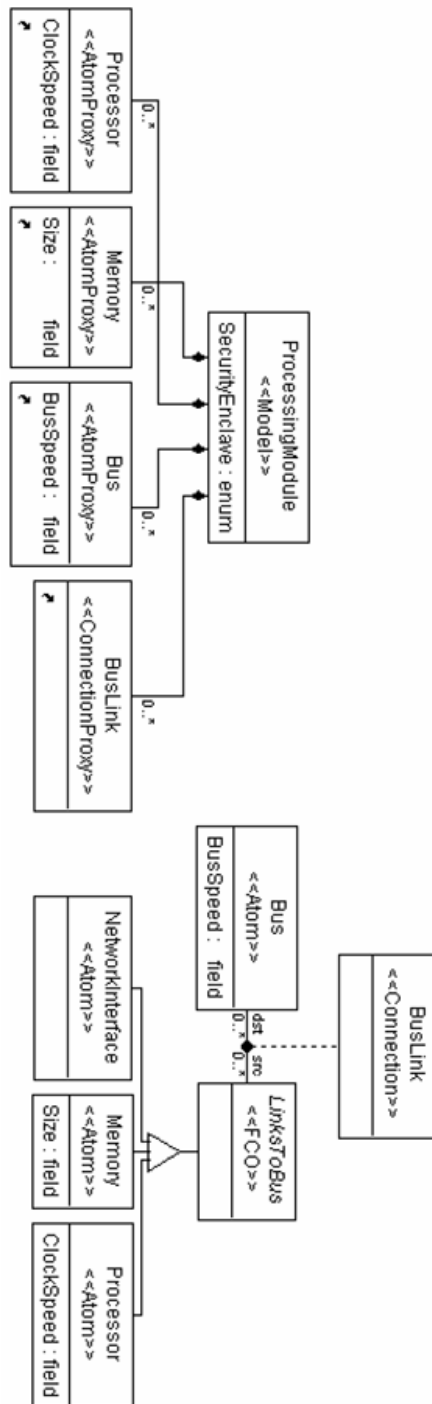 ProcessingModule
<<Model>>
SecurityEnclave : enum
0..*
0..*
0..*
0..*
Processor
<<AtomProxy>>
ClockSpeed : field
Memory
<<AtomProxy>>
Size : field
Bus
<<AtomProxy>>
BusSpeed : field
BusLink
<<ConnectionProxy>>
BusLink
<<Connection>>
Bus
<<Atom>>
BusSpeed : field
dst
0..*
src
0..*
LinksToBus
<<FCO>>
NetworkInterface
<<Atom>>
Memory
<<Atom>>
Size : field
Processor
<<Atom>>
ClockSpeed : field